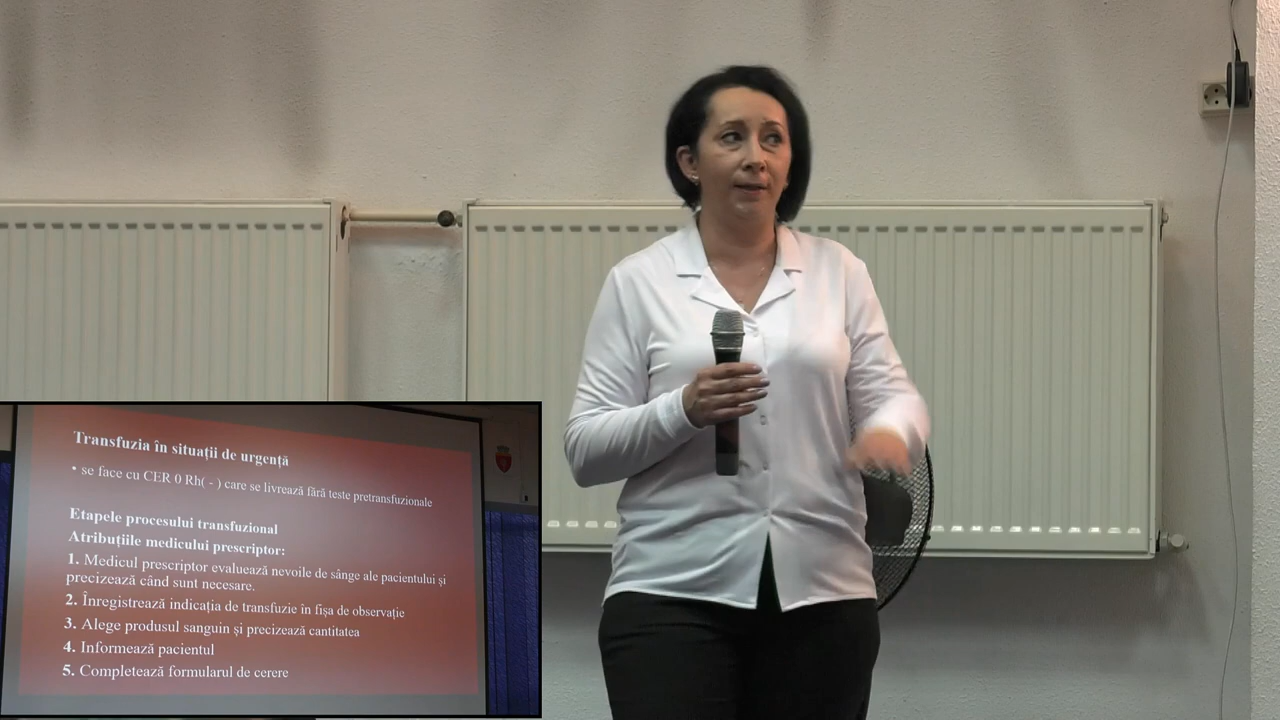 Transfuzia în situații de urgență
• se face cu CER 0 Rh( - ) care se livrează fără teste pretransfuzionale
Etapele procesului transfuzional
Atribuțiile medicului prescriptor:
1. Medicul prescriptor evaluează nevoile de sânge ale pacientului și
precizează când sunt necesare.
2. Înregistrează indicația de transfuzie în fișa de observație
3. Alege produsul sanguin și precizează cantitatea
4. Informează pacientul
5. Completează formularul de cerere